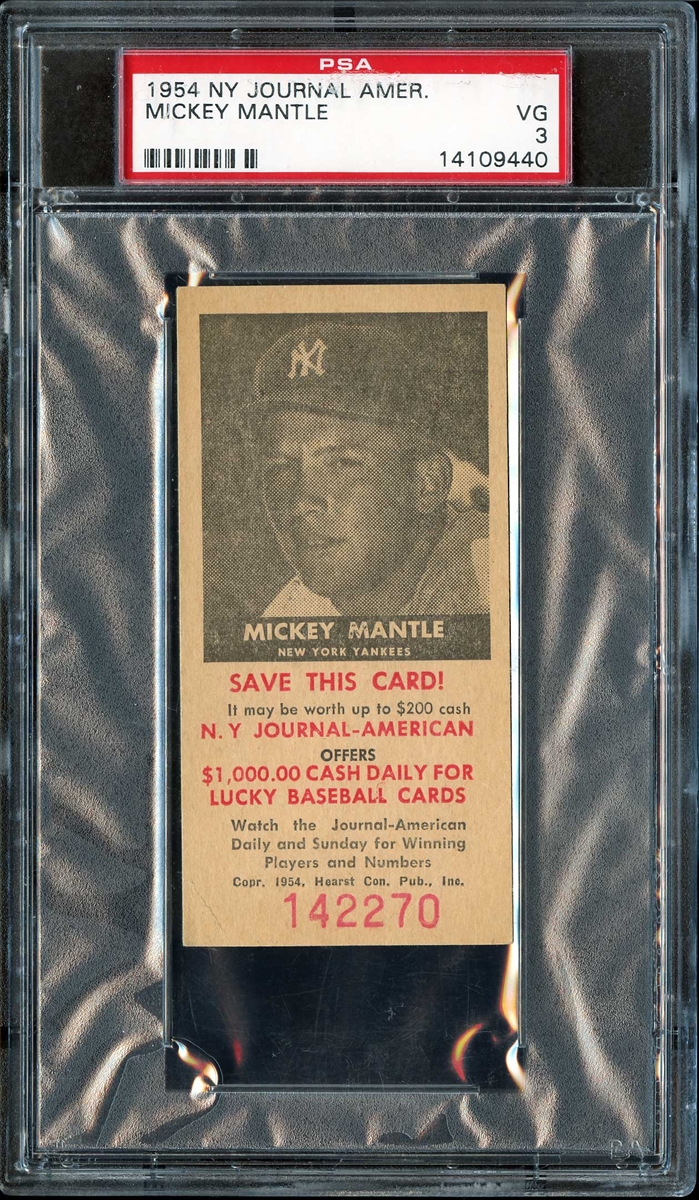 PSA
1954 NY JOURNAL AMER.
MICKEY MANTLE VG
3
14109440
NY
MICKEY MANTLE
NEW YORK YANKEES
SAVE THIS CARD!
It may be worth up to $200 cash
N.Y JOURNAL-AMERICAN
OFFERS
$1,000.00 CASH DAILY FOR
LUCKY BASEBALL CARDS
Watch the Journal-American
Daily and Sunday for Winning
Players and Numbers
Copr. 1954, Hearst Con. Pub., Inc.
142270